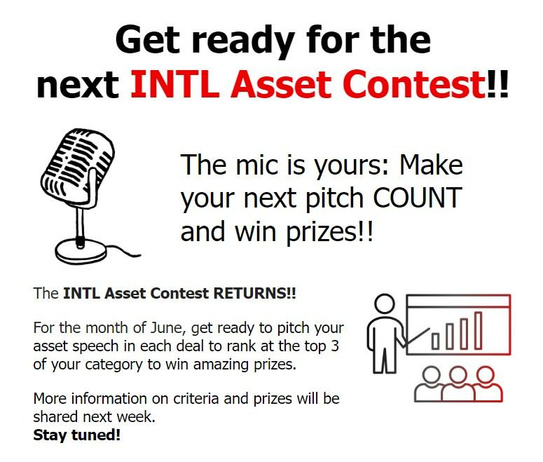 Get ready for the
next INTL Asset Contest!!
The mic is yours: Make
your next pitch COUNT
and win prizes!!
The INTL Asset Contest RETURNS!!
For the month of June, get ready to pitch your
asset speech in each deal to rank at the top 3
of your category to win amazing prizes.
More information on criteria and prizes will be
shared next week.
Stay tuned!